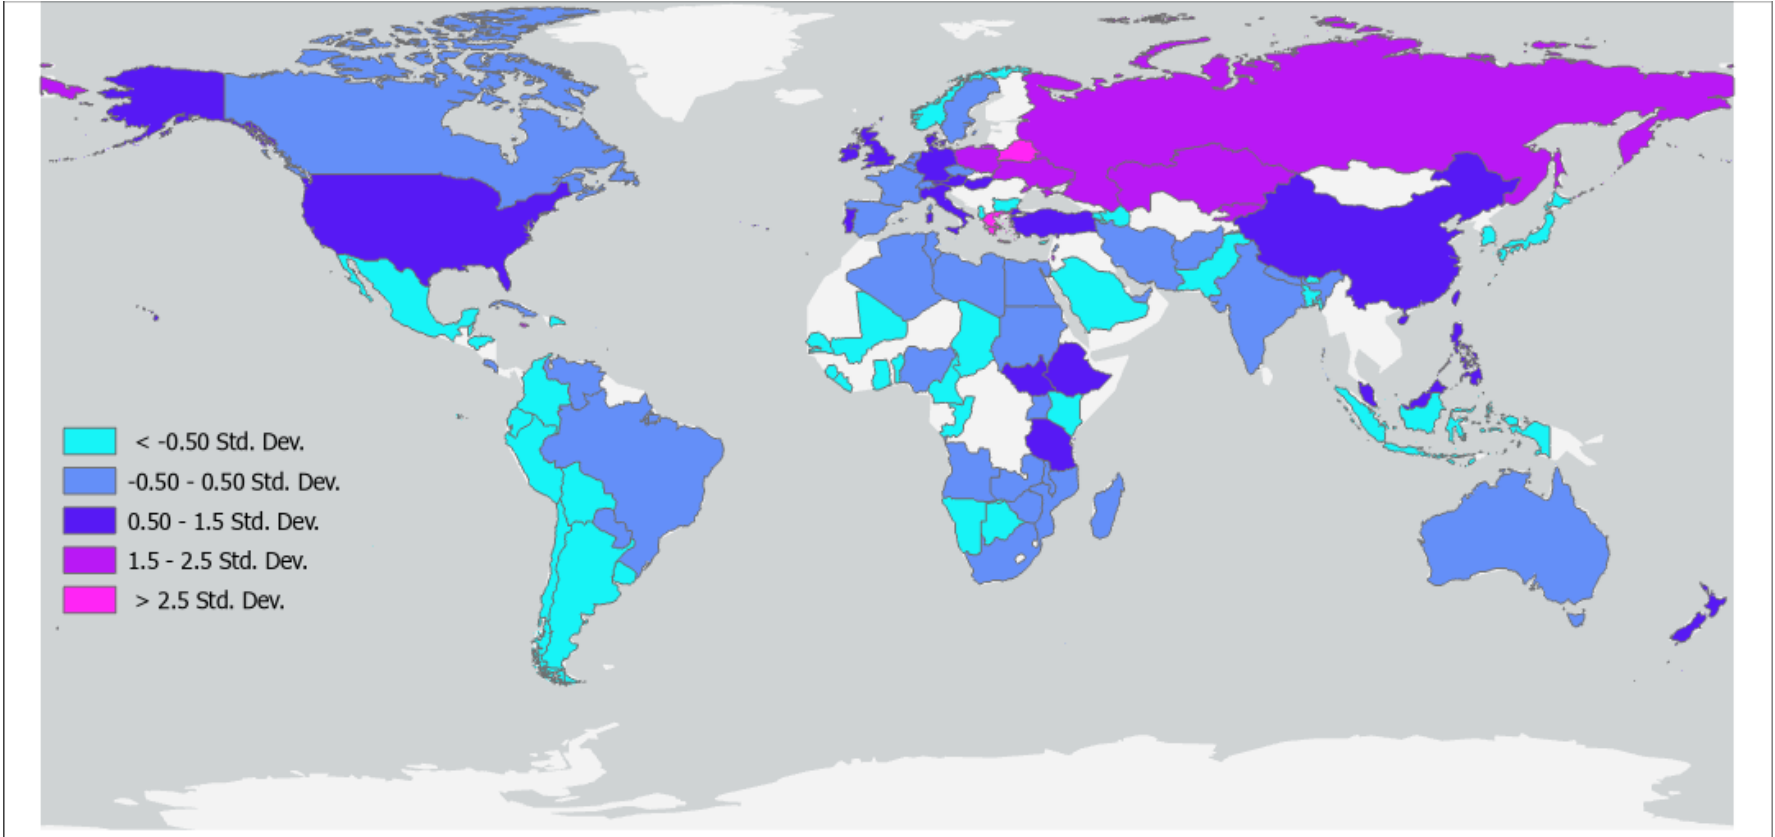 < -0.50 Std. Dev.
-0.50 - 0.50 Std. Dev.
0.50 - 1.5 Std. Dev.
1.5 - 2.5 Std. Dev.
> 2.5 Std. Dev.